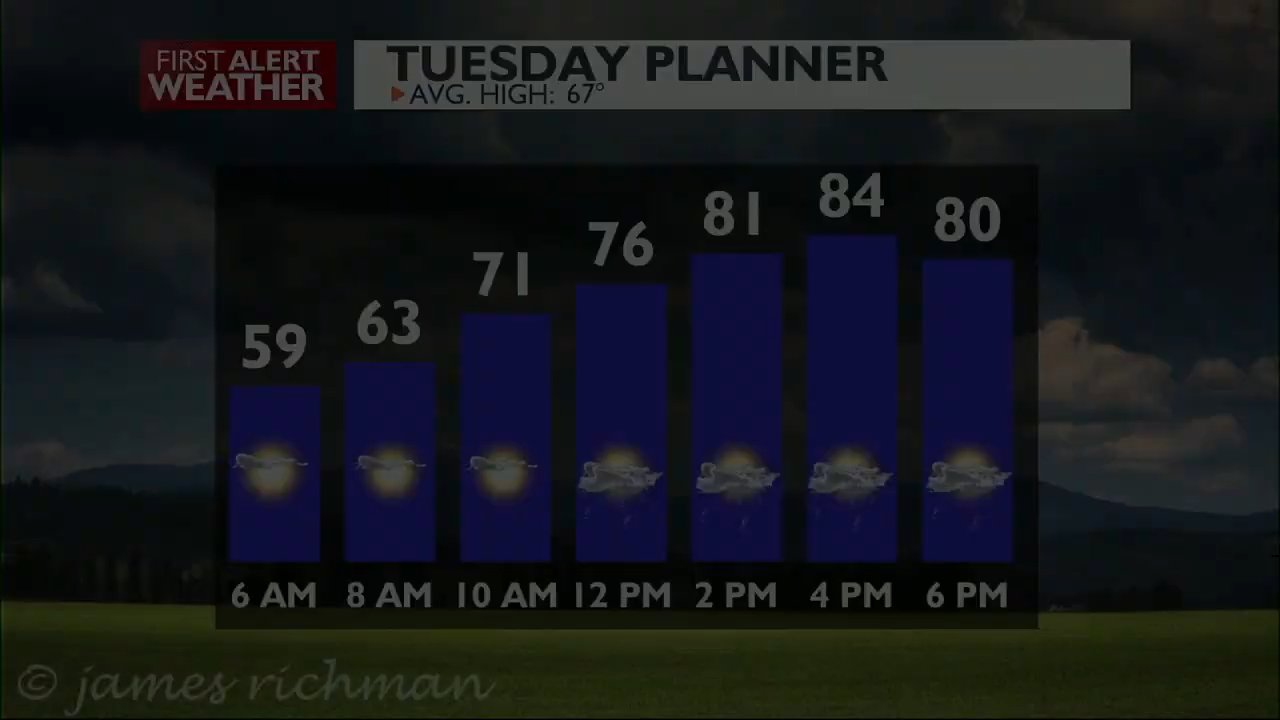 FIRST ALERT
WEATHER
TUESDAY PLANNER
AVG. HIGH: 67°
59
63
71
76
81
84
80
6 AM
8 AM
10 AM
12 PM
2 PM
4 PM
6 PM
© james richman